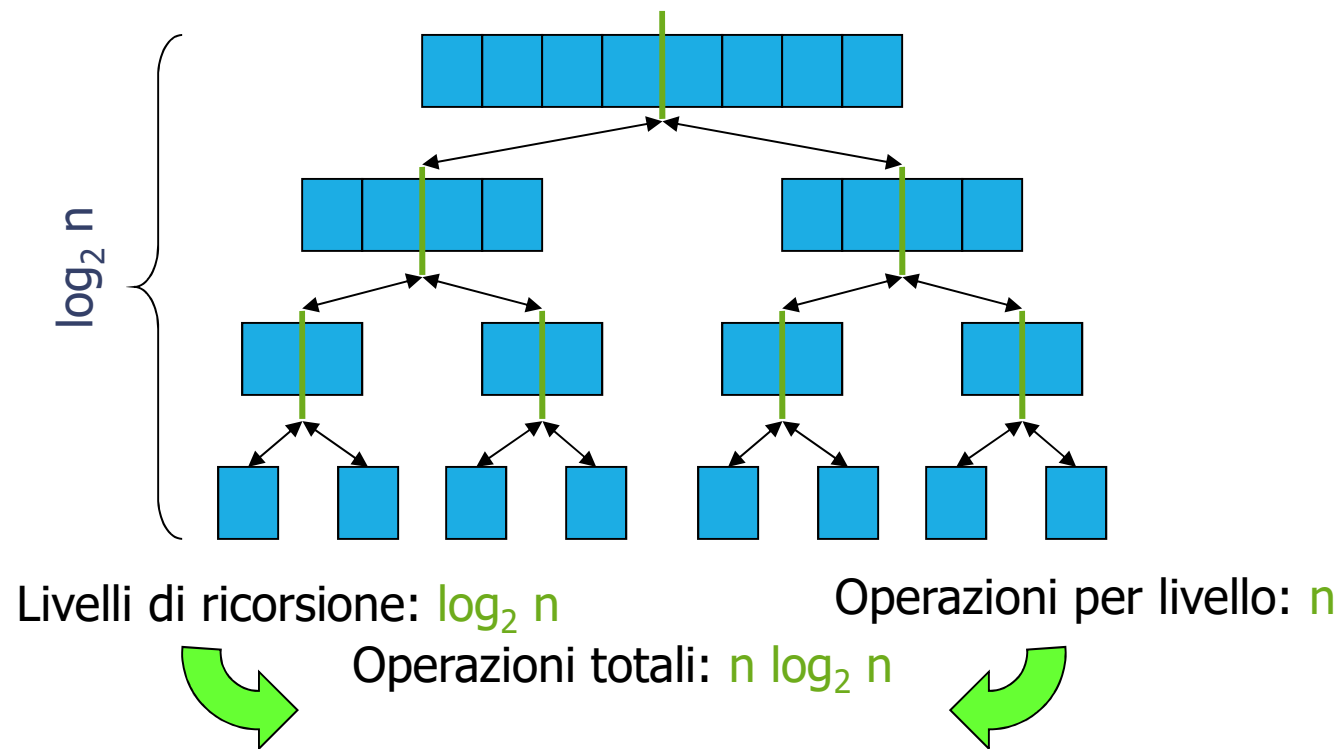 log₂ n
Livelli di ricorsione: log₂ n
Operazioni per livello: n
Operazioni totali: n log₂ n